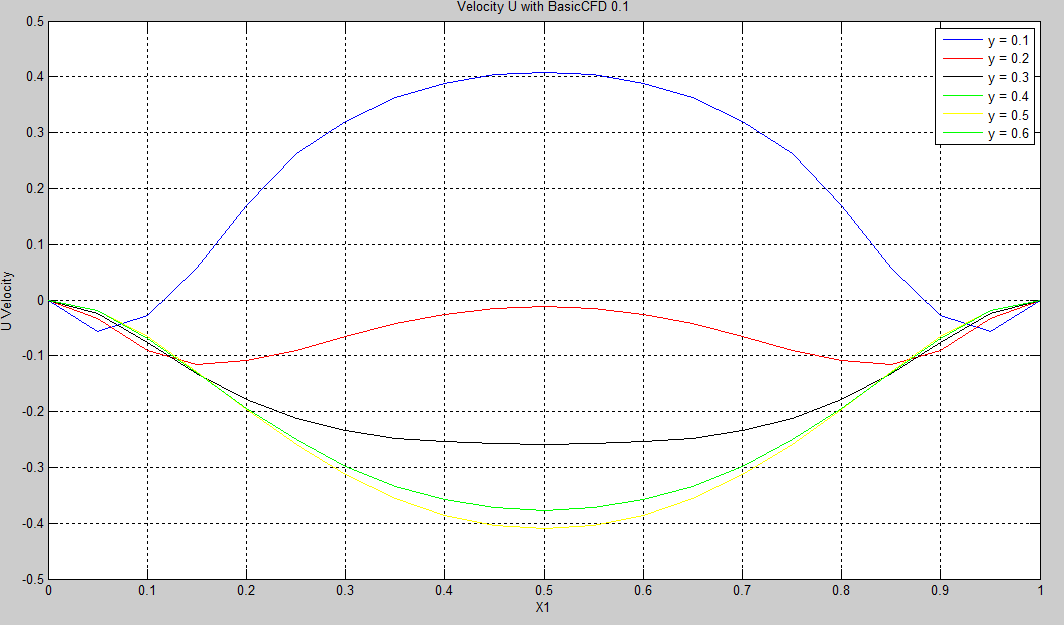 Velocity U with BasicCFD 0.1
0.5
0.4
0.3
0.2
0.1
0
-0.1
-0.2
-0.3
-0.4
-0.5
U Velocity
y = 0.1
y = 0.2
y = 0.3
y = 0.4
y = 0.5
y = 0.6
0 0.1 0.2 0.3 0.4 0.5 0.6 0.7 0.8 0.9 1
X1